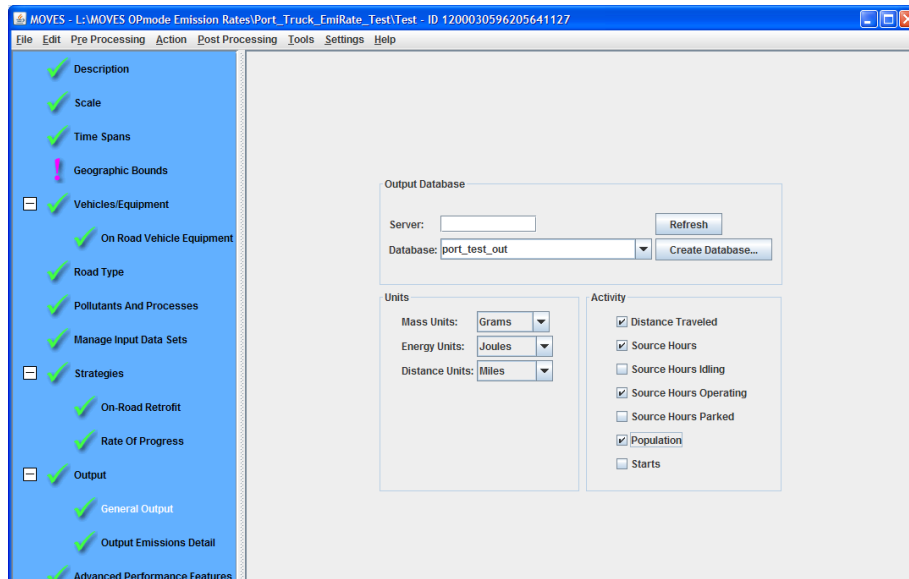 MOVES - L:\MOVES OPmode Emission Rates\Port_Truck_EmiRate_Test\Test - ID 1200030596205641127
File Edit Pre Processing Action Post Processing Tools Settings Help
Description
Scale
Time Spans
Geographic Bounds
Vehicles/Equipment
On Road Vehicle Equipment
Road Type
Pollutants And Processes
Manage Input Data Sets
Strategies
On-Road Retrofit
Rate Of Progress
Output
General Output
Output Emissions Detail
Advanced Performance Features
Output Database
Server:
Refresh
Database: port_test_out
Create Database...
Units
Mass Units: Grams
Energy Units: Joules
Distance Units: Miles
Activity
Distance Traveled
Source Hours
Source Hours Idling
Source Hours Operating
Source Hours Parked
Population
Starts